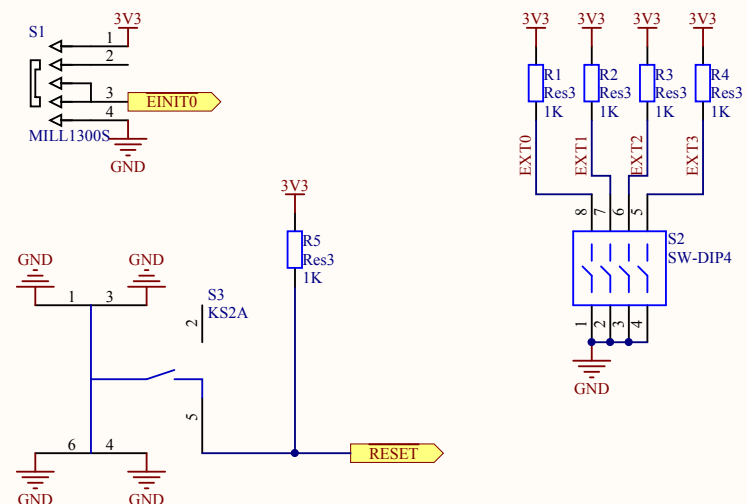 3V3
S1
1
2
3
EINIT0
4
MILL1300S
GND
3V3 3V3 3V3 3V3
R1 R2 R3 R4
Res3 Res3 Res3 Res3
1K 1K 1K 1K
EXT0 EXT1 EXT2 EXT3
8 7 6 5
S2
SW-DIP4
1 2 3 4
GND
3V3
R5
Res3
1K
GND GND
1 3
S3
KS2A
2
5
6 4
RESET
GND GND